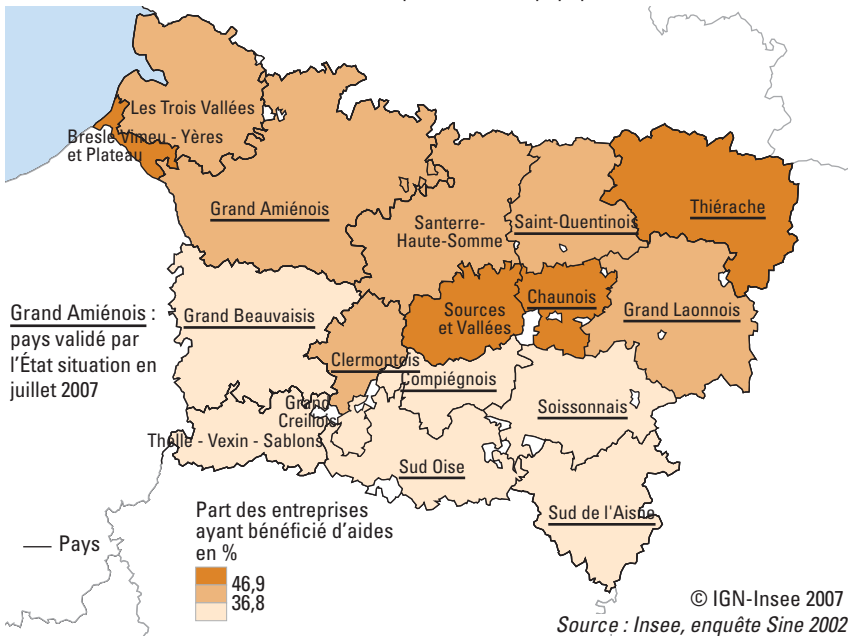 Les Trois Vallées
Bresle Vimeu - Yères
et Plateau
Grand Amiénois
Santerre-
Haute-Somme
Saint-Quentinois
Thiérache
Grand Amiénois :
pays validé par
l'État situation en
juillet 2007
Grand Beauvaisis
Sources
et Vallées
Chaunois
Grand Laonnois
Clermontois
Compiégnois
Grand
Creillois
Soissonnais
Thelle - Vexin - Sablons
Sud Oise
Sud de l'Aisne
Part des entreprises
ayant bénéficié d'aides
en %
46,9
36,8
Pays
© IGN-Insee 2007
Source : Insee, enquête Sine 2002